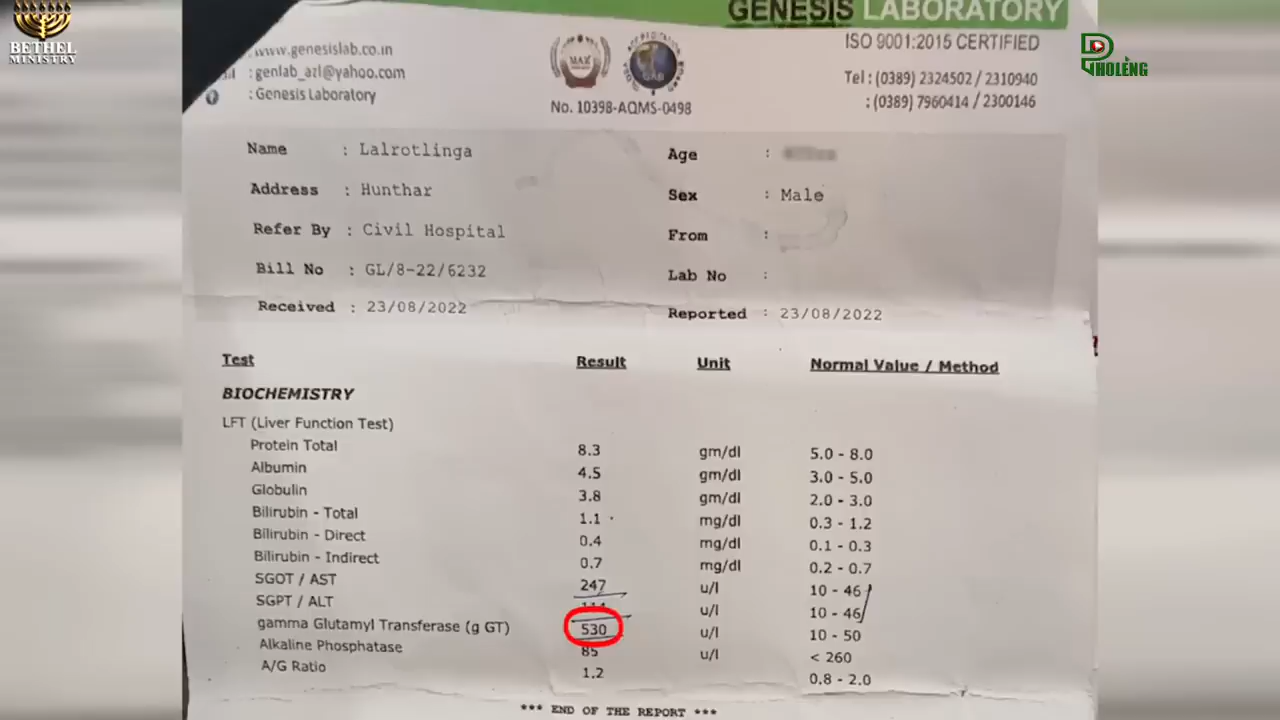 BETHEL
MINISTRY
GENESIS LABORATORY
www.genesislab.co.in
: genlab_azl@yahoo.com
: Genesis Laboratory
No. 10398-AQMS-0498
ISO 9001:2015 CERTIFIED
Tel : (0389) 2324502 / 2310940
: (0389) 7960414 / 2300146
Name : Lalrotlinga Age :
Address : Hunthar Sex : Male
Refer By : Civil Hospital From :
Bill No : GL/8-22/6232 Lab No :
Received : 23/08/2022 Reported : 23/08/2022
Test Result Unit Normal Value / Method
BIOCHEMISTRY
LFT (Liver Function Test)
Protein Total 8.3 gm/dl 5.0 - 8.0
Albumin 4.5 gm/dl 3.0 - 5.0
Globulin 3.8 gm/dl 2.0 - 3.0
Bilirubin - Total 1.1 mg/dl 0.3 - 1.2
Bilirubin - Direct 0.4 mg/dl 0.1 - 0.3
Bilirubin - Indirect 0.7 mg/dl 0.2 - 0.7
SGOT / AST 247 u/l 10 - 46
SGPT / ALT u/l 10 - 46
gamma Glutamyl Transferase (g GT) 530 u/l 10 - 50
Alkaline Phosphatase 85 u/l < 260
A/G Ratio 1.2 0.8 - 2.0
*** END OF THE REPORT ***